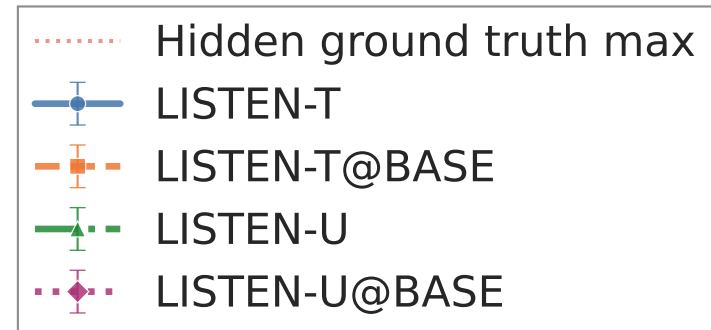 Hidden ground truth max
LISTEN-T
LISTEN-T@BASE
LISTEN-U
LISTEN-U@BASE